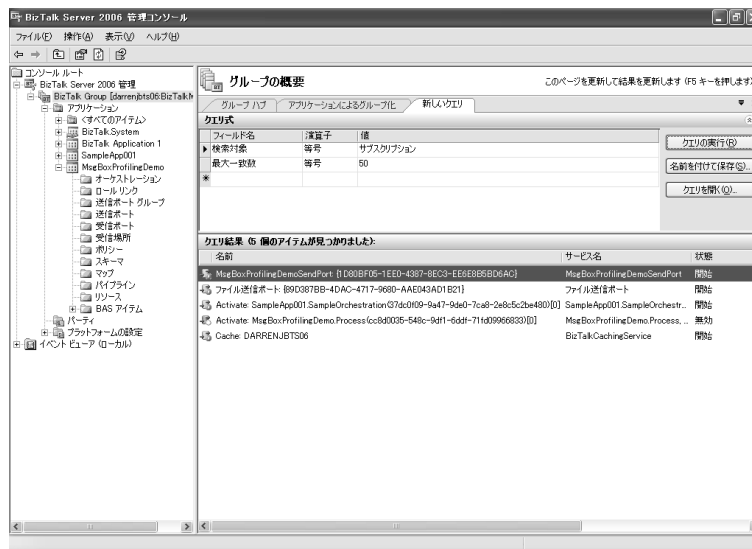 BizTalk Server 2006 管理コンソール
ファイル(F) 操作(A) 表示(V) ヘルプ(H)
コンソール ルート
BizTalk Server 2006 管理
BizTalk Group [darrenjbts06:BizTalkM
アプリケーション
<すべてのアイテム>
BizTalk.System
BizTalk Application 1
SampleApp001
MsgBoxProfilingDemo
オーケストレーション
ロール リンク
送信ポート グループ
送信ポート
受信ポート
受信場所
ポリシー
スキーマ
マップ
パイプライン
リソース
BAS アイテム
パーティ
プラットフォームの設定
イベント ビューア (ローカル)
グループの概要
このページを更新して結果を更新します (F5 キーを押します)
グループ ハブ アプリケーションによるグループ化 新しいクエリ
クエリ式
フィールド名 演算子 値
検索対象 等号 サブスクリプション
最大一致数 等号 50
クエリの実行(R)
名前を付けて保存(S)...
クエリを開く(O)...
クエリ結果 (5 個のアイテムが見つかりました):
名前 サービス名 状態
MsgBoxProfilingDemoSendPort: {1D80BF05-1EE0-4387-8EC3-EE6E8B5BD6AC} MsgBoxProfilingDemoSendPort 開始
ファイル送信ポート: {89D387BB-4DAC-4717-9680-AAE043AD1B21} ファイル送信ポート 開始
Activate: SampleApp001.SampleOrchestration(37dc0f09-9a47-9de0-7ca8-2e8c5c2be480)[0] SampleApp001.SampleOrchestr... 開始
Activate: MsgBoxProfilingDemo.Process(cc8d0035-548c-9df1-6ddf-71fd09966833)[0] MsgBoxProfilingDemo.Process, ... 無効
Cache: DARRENJBTS06 BizTalkCachingService 開始